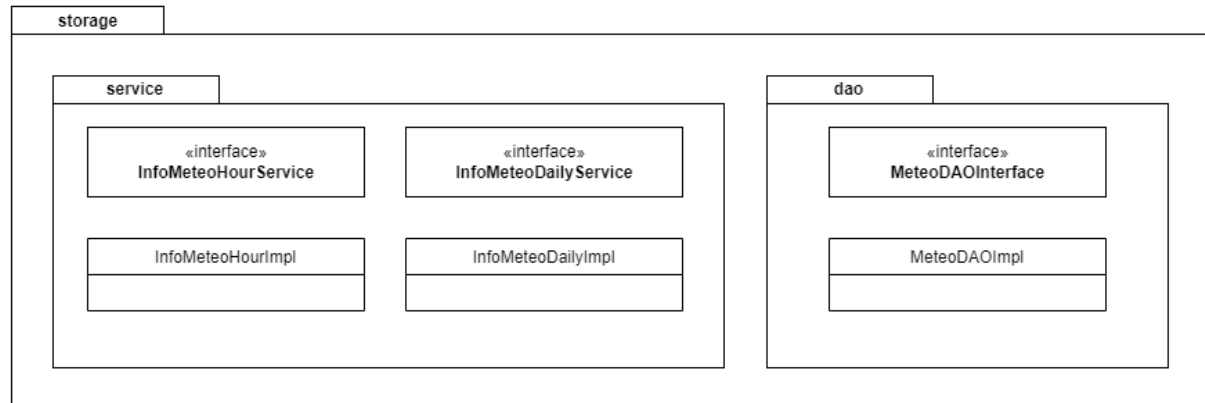 storage
service
dao
«interface»
InfoMeteoHourService
«interface»
InfoMeteoDailyService
«interface»
MeteoDAOInterface
InfoMeteoHourImpl
InfoMeteoDailyImpl
MeteoDAOImpl